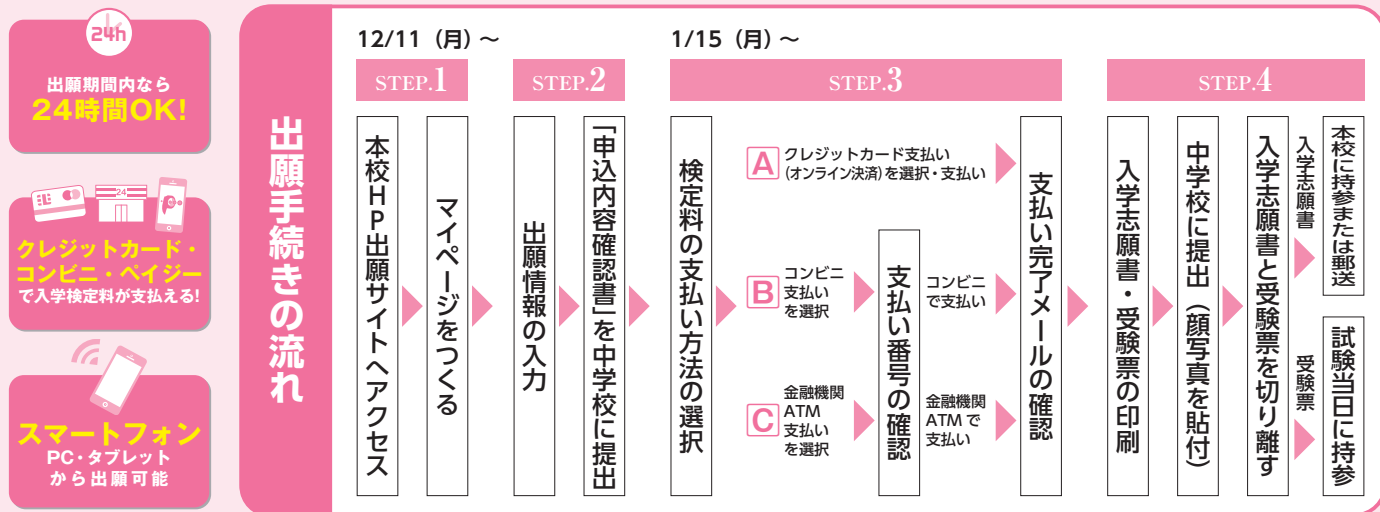 24h
出願期間内なら
24時間OK!
24
クレジットカード・
コンビニ・ペイジー
で入学検定料が支払える!
スマートフォン
PC・タブレット
から出願可能
出願手続きの流れ
12/11（月）～
STEP.1
本校HP出願サイトへアクセス
マイページをつくる
STEP.2
出願情報の入力
「申込内容確認書」を中学校に提出
1/15（月）～
STEP.3
検定料の支払い方法の選択
A
クレジットカード支払い
(オンライン決済)を選択・支払い
B
コンビニ
支払い
を選択
C
金融機関
ATM
支払い
を選択
支払い番号の確認
コンビニ
で支払い
金融機関
ATMで
支払い
支払い完了メールの確認
STEP.4
入学志願書・受験票の印刷
中学校に提出（顔写真を貼付）
入学志願書と受験票を切り離す
入学志願書
本校に持参または郵送
受験票
試験当日に持参